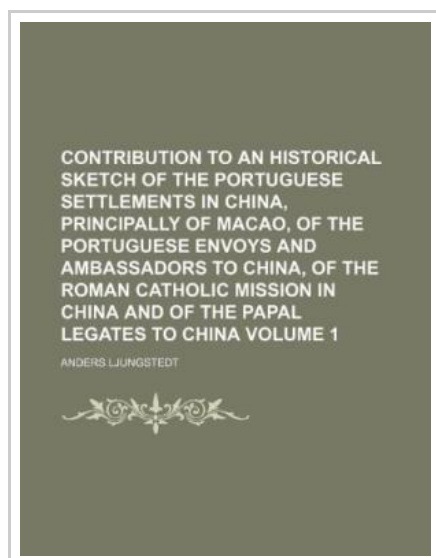 CONTRIBUTION TO AN HISTORICAL
SKETCH OF THE PORTUGUESE
SETTLEMENTS IN CHINA,
PRINCIPALLY OF MACAO, OF THE
PORTUGUESE ENVOYS AND
AMBASSADORS TO CHINA, OF THE
ROMAN CATHOLIC MISSION IN
CHINA AND OF THE PAPAL
LEGATES TO CHINA VOLUME 1
ANDERS LJUNGSTEDT